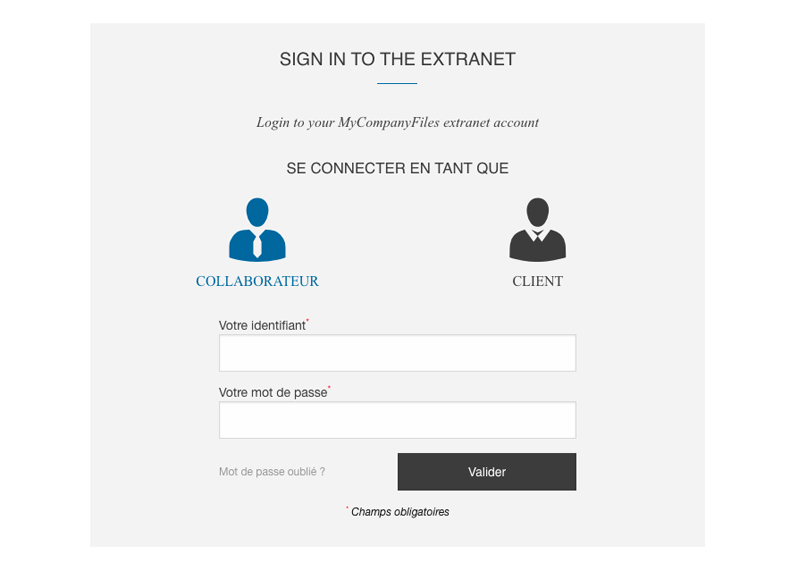 SIGN IN TO THE EXTRANET
Login to your MyCompanyFiles extranet account
SE CONNECTER EN TANT QUE
COLLABORATEUR
CLIENT
Votre identifiant*
Votre mot de passe*
Mot de passe oublié ?
Valider
* Champs obligatoires